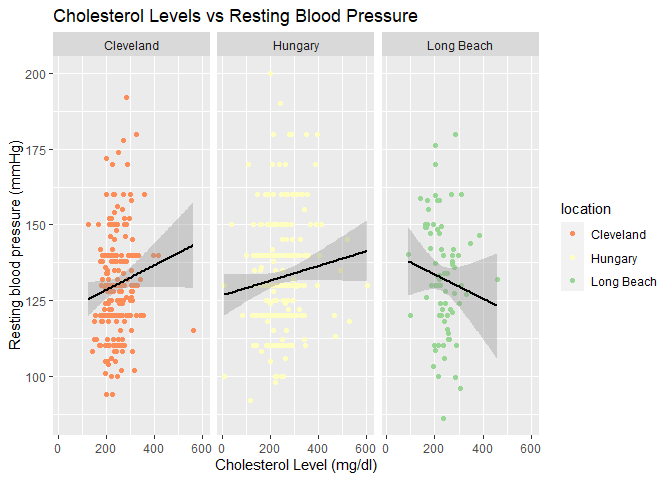 Cholesterol Levels vs Resting Blood Pressure
Cleveland
Hungary
Long Beach
Resting blood pressure (mmHg)
200
175
150
125
100
0 200 400 600
0 200 400 600
0 200 400 600
Cholesterol Level (mg/dl)
location
Cleveland
Hungary
Long Beach